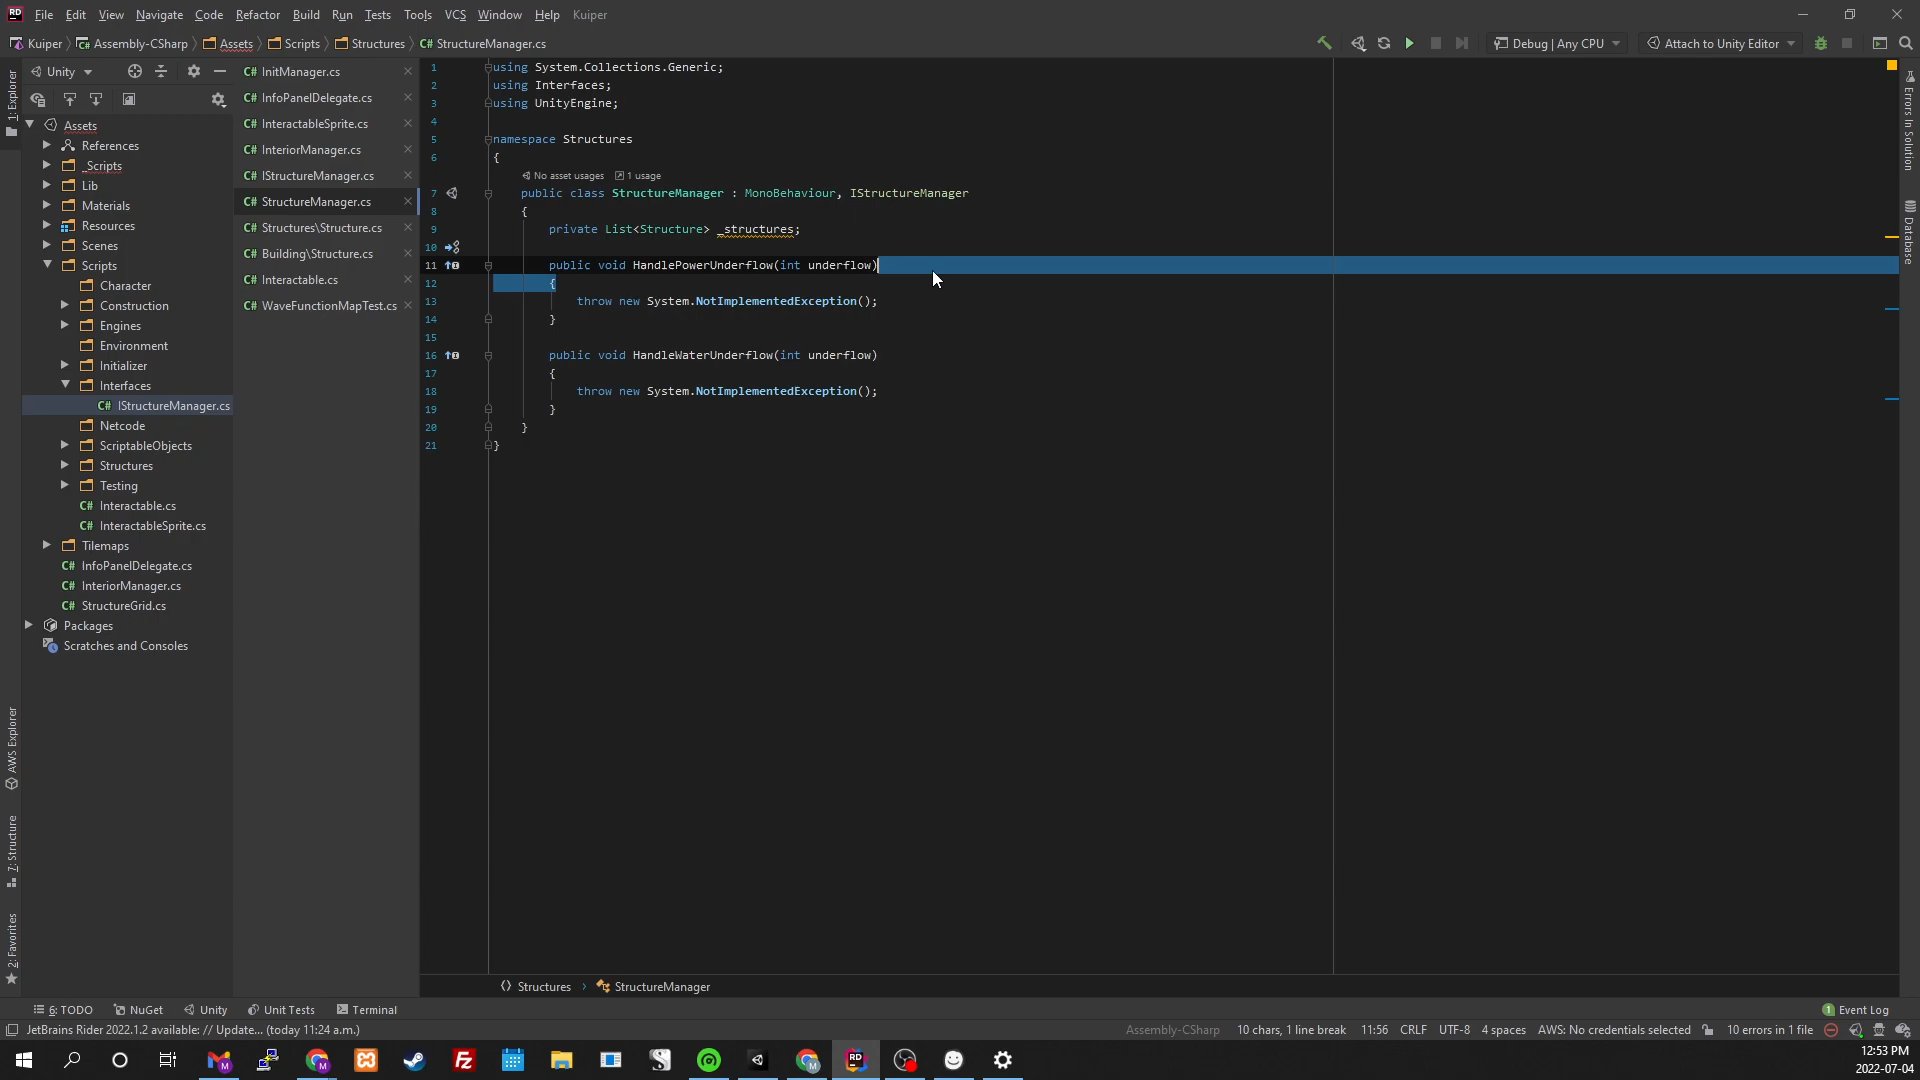 File Edit View Navigate Code Refactor Build Run Tests Tools VCS Window Help Kuiper
Kuiper Assembly-CSharp Assets Scripts Structures C# StructureManager.cs
Debug | Any CPU Attach to Unity Editor
Unity
Assets
References
_Scripts
Lib
Materials
Resources
Scenes
Scripts
Character
Construction
Engines
Environment
Initializer
Interfaces
C# IStructureManager.cs
Netcode
ScriptableObjects
Structures
Testing
C# Interactable.cs
C# InteractableSprite.cs
Tilemaps
C# InfoPanelDelegate.cs
C# InteriorManager.cs
C# StructureGrid.cs
Packages
Scratches and Consoles
C# InitManager.cs
C# InfoPanelDelegate.cs
C# InteractableSprite.cs
C# InteriorManager.cs
C# IStructureManager.cs
C# StructureManager.cs
C# Structures\Structure.cs
C# Building\Structure.cs
C# Interactable.cs
C# WaveFunctionMapTest.cs
1 using System.Collections.Generic;
2 using Interfaces;
3 using UnityEngine;
4
5 namespace Structures
6 {
No asset usages 1 usage
7 public class StructureManager : MonoBehaviour, IStructureManager
8 {
9 private List<Structure> _structures;
10
11 public void HandlePowerUnderflow(int underflow)
12 {
13 throw new System.NotImplementedException();
14 }
15
16 public void HandleWaterUnderflow(int underflow)
17 {
18 throw new System.NotImplementedException();
19 }
20 }
21 }
1: Explorer
AWS Explorer
7: Structure
2: Favorites
Errors In Solution
Database
Structures StructureManager
6: TODO NuGet Unity Unit Tests Terminal
1 Event Log
JetBrains Rider 2022.1.2 available: // Update... (today 11:24 a.m.)
Assembly-CSharp 10 chars, 1 line break 11:56 CRLF UTF-8 4 spaces AWS: No credentials selected 10 errors in 1 file
12:53 PM
2022-07-04